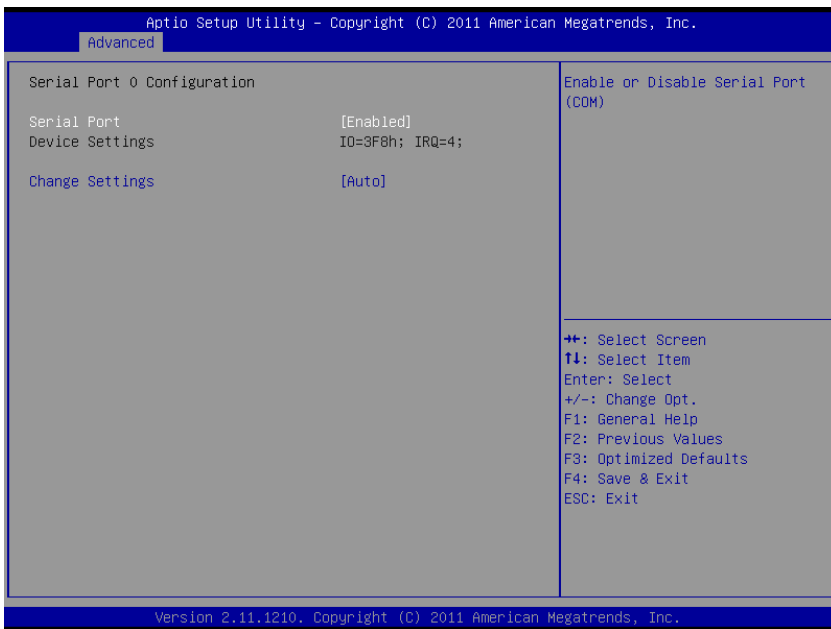 Aptio Setup Utility – Copyright (C) 2011 American Megatrends, Inc.
Advanced
Serial Port 0 Configuration
Serial Port [Enabled]
Device Settings IO=3F8h; IRQ=4;
Change Settings [Auto]
Enable or Disable Serial Port
(COM)
→←: Select Screen
↑↓: Select Item
Enter: Select
+/-: Change Opt.
F1: General Help
F2: Previous Values
F3: Optimized Defaults
F4: Save & Exit
ESC: Exit
Version 2.11.1210. Copyright (C) 2011 American Megatrends, Inc.